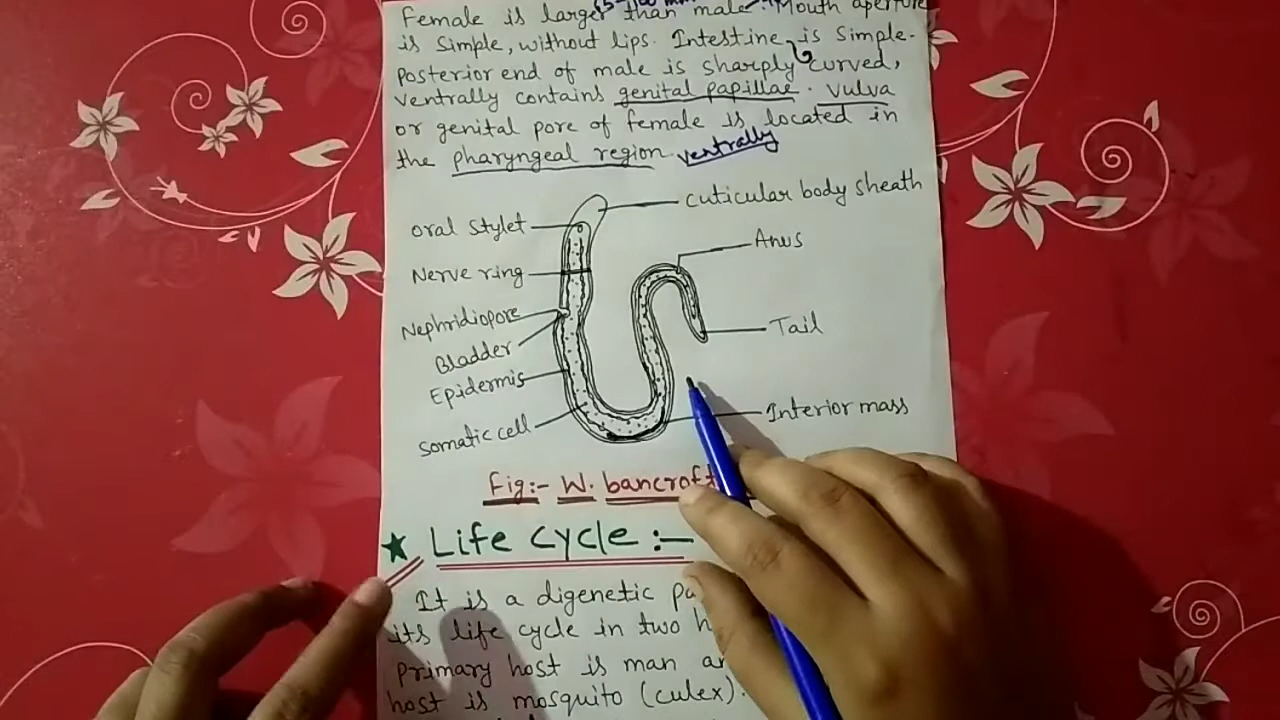 Female is larger than male. Mouth aperture
is simple, without lips. Intestine is simple.
posterior end of male is sharply curved,
ventrally contains genital papillae. vulva
or genital pore of female is located in
the pharyngeal region ventrally
cuticular body sheath
oral stylet
Anus
Nerve ring
Nephridiopore
Tail
Bladder
Epidermis
Interior mass
somatic cell
Fig:- W. bancroft
★ Life cycle :-
It is a digenetic
its life cycle in two
primary host is man
host is mosquito (culex).